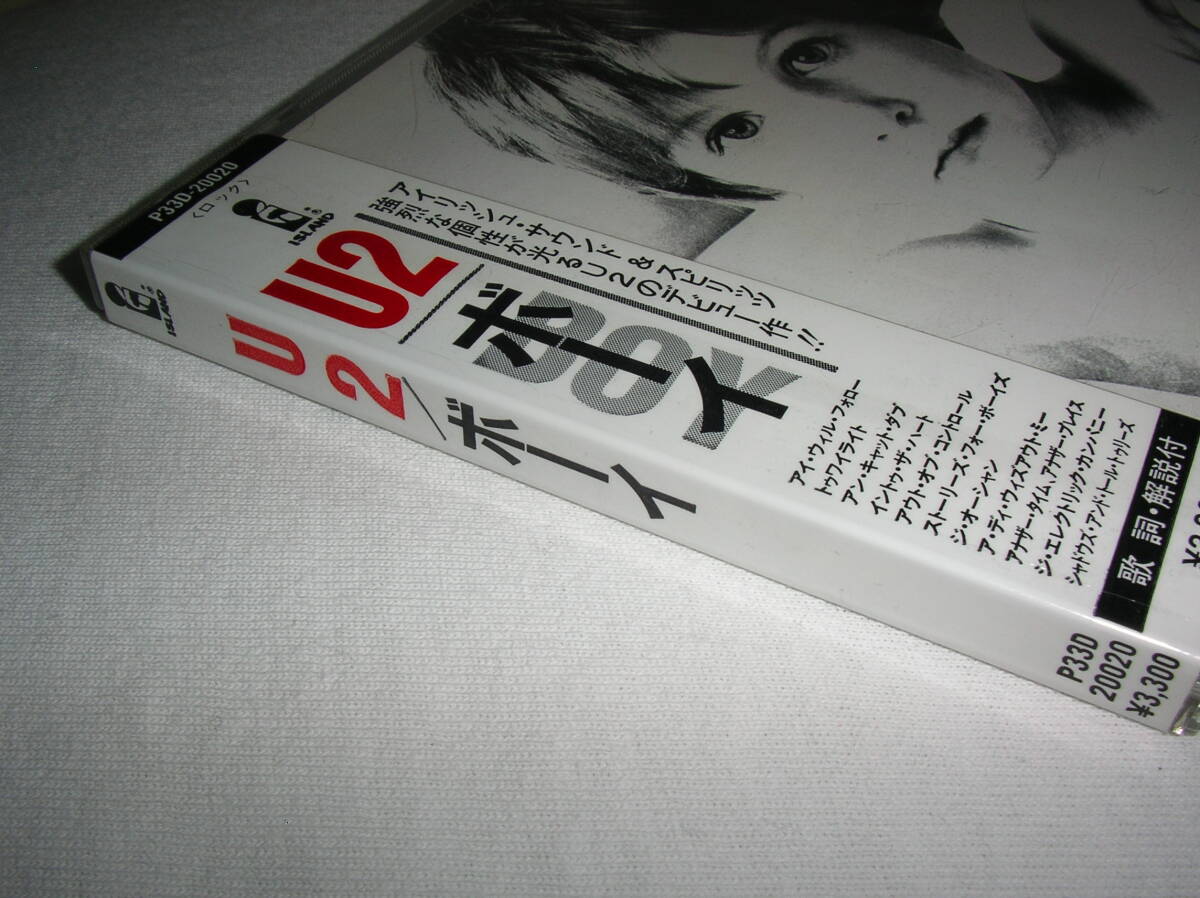 P33D-20020
〈ロック〉
ISLAND
U2
アイリッシュ・サウンド&スピリッツ
強烈な個性が光るU2のデビュー作!!
BOY
ボーイ
アイ・ウィル・フォロー
トゥワイライト
アン・キャット・ダブ
イントゥ・ザ・ハート
アウト・オブ・コントロール
ストーリーズ・フォー・ボーイズ
ジ・オーシャン
ア・デイ・ウィズアウト・ミー
アナザー・タイム、アナザー・プレイス
ジ・エレクトリック・カンパニー
シャドウズ・アンド・トール・トゥリーズ
歌詞・解説付
ISLAND
U2/ボーイ
P33D
20020
¥3,300